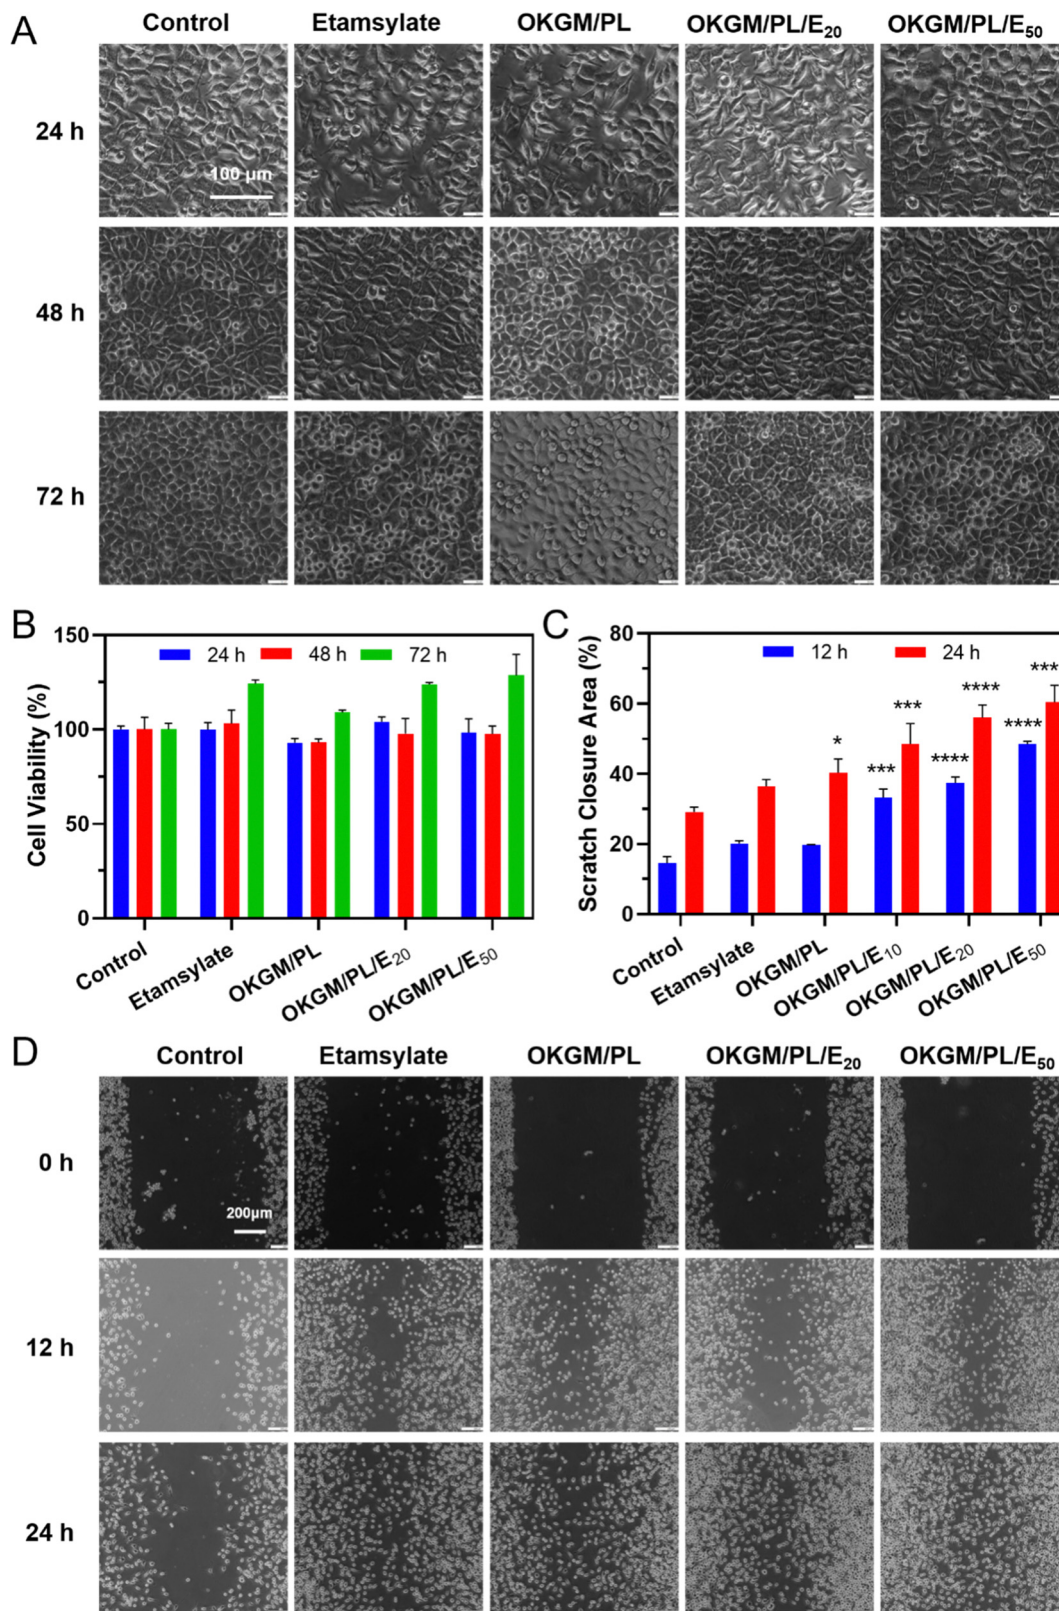 A
Control Etamsylate OKGM/PL OKGM/PL/E₂₀ OKGM/PL/E₅₀
24 h
100 μm
48 h
72 h
B
150
100
50
0
Cell Viability (%)
24 h 48 h 72 h
Control Etamsylate OKGM/PL OKGM/PL/E₂₀ OKGM/PL/E₅₀
C
80
60
40
20
0
Scratch Closure Area (%)
12 h 24 h
* *** *** **** **** **** ****
Control Etamsylate OKGM/PL OKGM/PL/E₁₀ OKGM/PL/E₂₀ OKGM/PL/E₅₀
D
Control Etamsylate OKGM/PL OKGM/PL/E₂₀ OKGM/PL/E₅₀
0 h
200μm
12 h
24 h